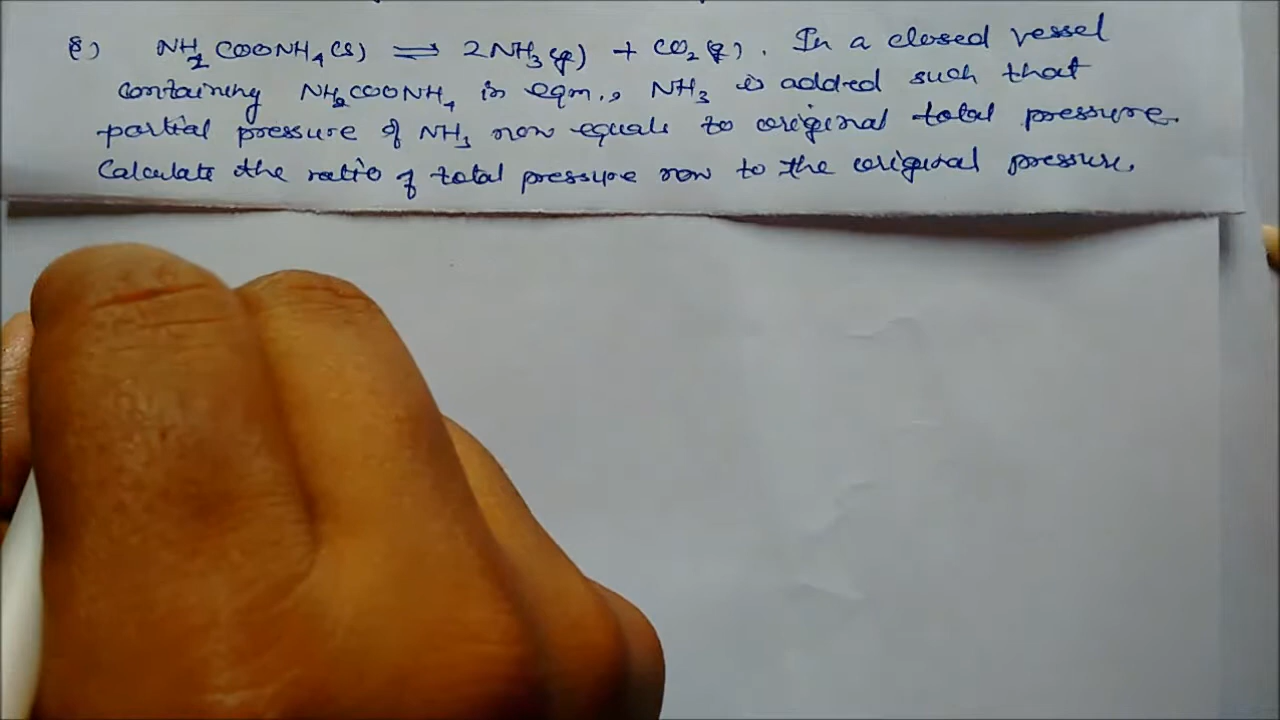 8) NH₂COONH₄(s) ⇌ 2NH₃(g) + CO₂(g). In a closed vessel
containing NH₂COONH₄ in eqm., NH₃ is added such that
partial pressure of NH₃ now equals to original total pressure.
Calculate the ratio of total pressure now to the original pressure.